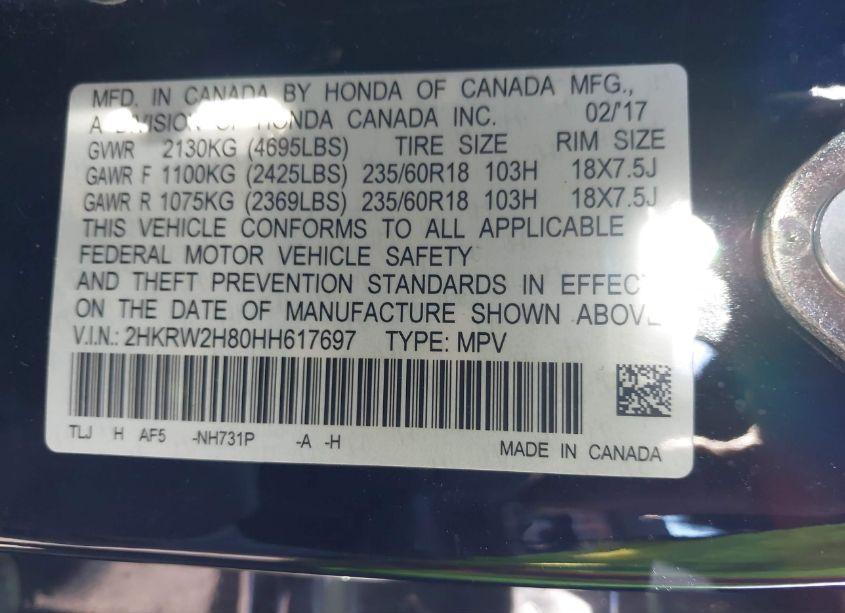 MFD. IN CANADA BY HONDA OF CANADA MFG.,
A DIVISION OF HONDA CANADA INC. 02/'17
GVWR 2130KG (4695LBS) TIRE SIZE RIM SIZE
GAWR F 1100KG (2425LBS) 235/60R18 103H 18X7.5J
GAWR R 1075KG (2369LBS) 235/60R18 103H 18X7.5J
THIS VEHICLE CONFORMS TO ALL APPLICABLE
FEDERAL MOTOR VEHICLE SAFETY
AND THEFT PREVENTION STANDARDS IN EFFECT
ON THE DATE OF MANUFACTURE SHOWN ABOVE
V.I.N.: 2HKRW2H80HH617697 TYPE: MPV
TLJ H AF5 -NH731P -A -H
MADE IN CANADA